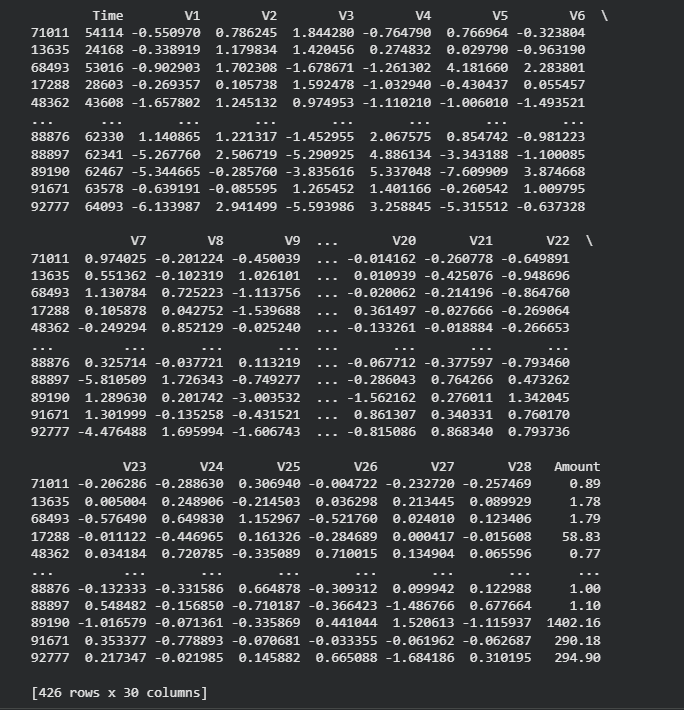 Time V1 V2 V3 V4 V5 V6 \
71011 54114 -0.550970 0.786245 1.844280 -0.764790 0.766964 -0.323804
13635 24168 -0.338919 1.179834 1.420456 0.274832 0.029790 -0.963190
68493 53016 -0.902903 1.702308 -1.678671 -1.261302 4.181660 2.283801
17288 28603 -0.269357 0.105738 1.592478 -1.032940 -0.430437 0.055457
48362 43608 -1.657802 1.245132 0.974953 -1.110210 -1.006010 -1.493521
... ... ... ... ... ... ... ...
88876 62330 1.140865 1.221317 -1.452955 2.067575 0.854742 -0.981223
88897 62341 -5.267760 2.506719 -5.290925 4.886134 -3.343188 -1.100085
89190 62467 -5.344665 -0.285760 -3.835616 5.337048 -7.609909 3.874668
91671 63578 -0.639191 -0.085595 1.265452 1.401166 -0.260542 1.009795
92777 64093 -6.133987 2.941499 -5.593986 3.258845 -5.315512 -0.637328
V7 V8 V9 ... V20 V21 V22 \
71011 0.974025 -0.201224 -0.450039 ... -0.014162 -0.260778 -0.649891
13635 0.551362 -0.102319 1.026101 ... 0.010939 -0.425076 -0.948696
68493 1.130784 0.725223 -1.113756 ... -0.020062 -0.214196 -0.864760
17288 0.105878 0.042752 -1.539688 ... 0.361497 -0.027666 -0.269064
48362 -0.249294 0.852129 -0.025240 ... -0.133261 -0.018884 -0.266653
... ... ... ... ... ... ...
88876 0.325714 -0.037721 0.113219 ... -0.067712 -0.377597 -0.793460
88897 -5.810509 1.726343 -0.749277 ... -0.286043 0.764266 0.473262
89190 1.289630 0.201742 -3.003532 ... -1.562162 0.276011 1.342045
91671 1.301999 -0.135258 -0.431521 ... 0.861307 0.340331 0.760170
92777 -4.476488 1.695994 -1.606743 ... -0.815086 0.868340 0.793736
V23 V24 V25 V26 V27 V28 Amount
71011 -0.206286 -0.288630 0.306940 -0.004722 -0.232720 -0.257469 0.89
13635 0.005004 0.248906 -0.214503 0.036298 0.213445 0.089929 1.78
68493 -0.576490 0.649830 1.152967 -0.521760 0.024010 0.123406 1.79
17288 -0.011122 -0.446965 0.161326 -0.284689 0.000417 -0.015608 58.83
48362 0.034184 0.720785 -0.335089 0.710015 0.134904 0.065596 0.77
... ... ... ... ... ... ... ...
88876 -0.132333 -0.331586 0.664878 -0.309312 0.099942 0.122988 1.00
88897 0.548482 -0.156850 -0.710187 -0.366423 -1.486766 0.677664 1.10
89190 -1.016579 -0.071361 -0.335869 0.441044 1.520613 -1.115937 1402.16
91671 0.353377 -0.778893 -0.070681 -0.033355 -0.061962 -0.062687 290.18
92777 0.217347 -0.021985 0.145882 0.665088 -1.684186 0.310195 294.90
[426 rows x 30 columns]